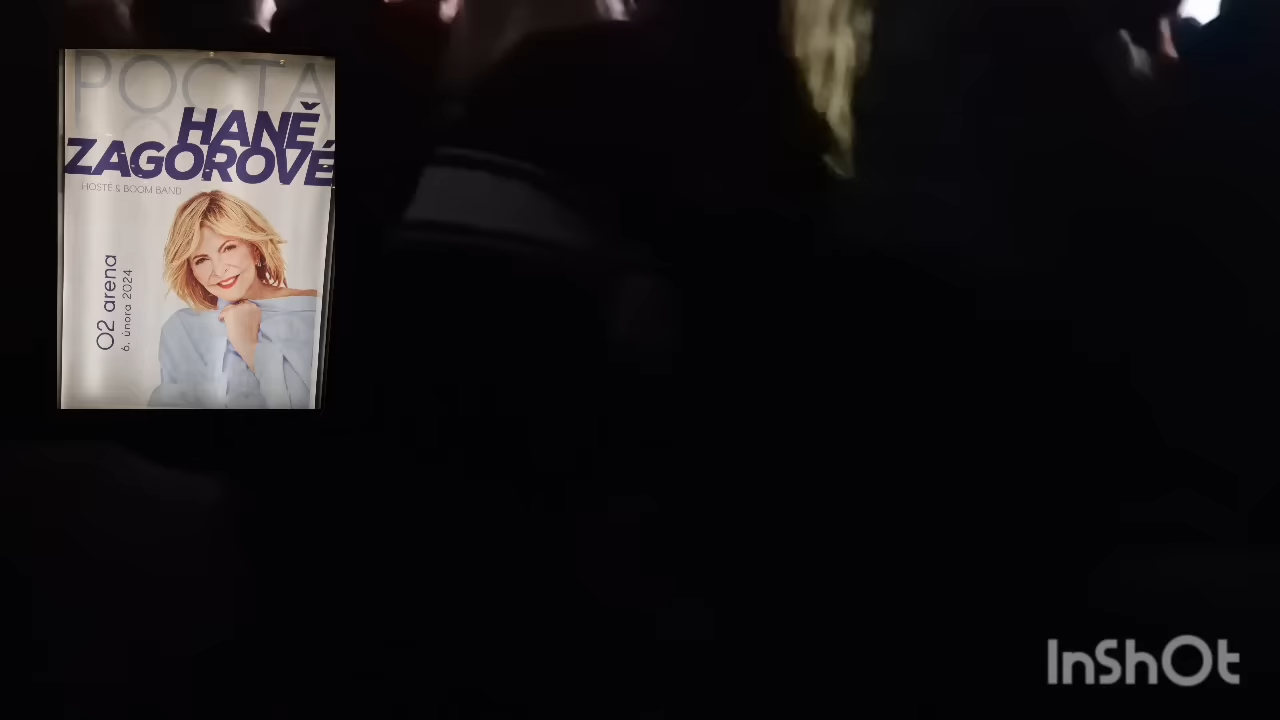 POCTA
HANĚ
ZAGOROVÉ
HOSTÉ & BOOM BAND
O2 arena
6. února 2024
InShOt